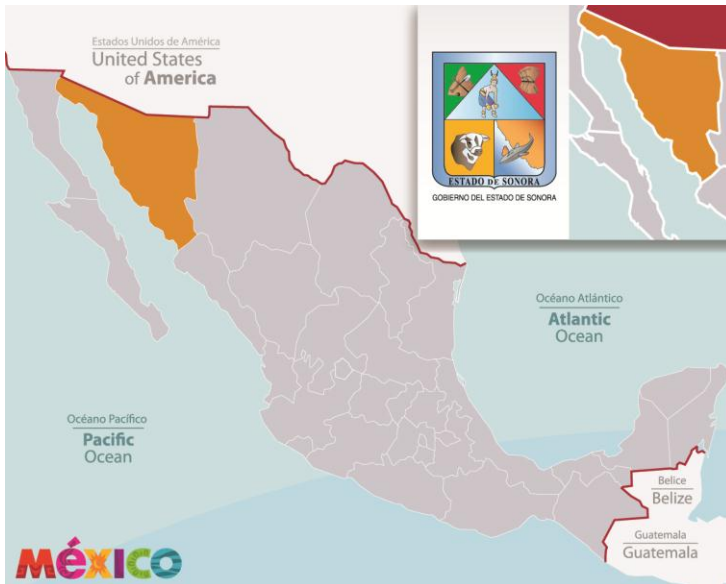 Estados Unidos de América
United States
of America
ESTADO DE SONORA
GOBIERNO DEL ESTADO DE SONORA
Océano Atlántico
Atlantic
Ocean
Océano Pacífico
Pacific
Ocean
Belice
Belize
Guatemala
Guatemala
MéXICO